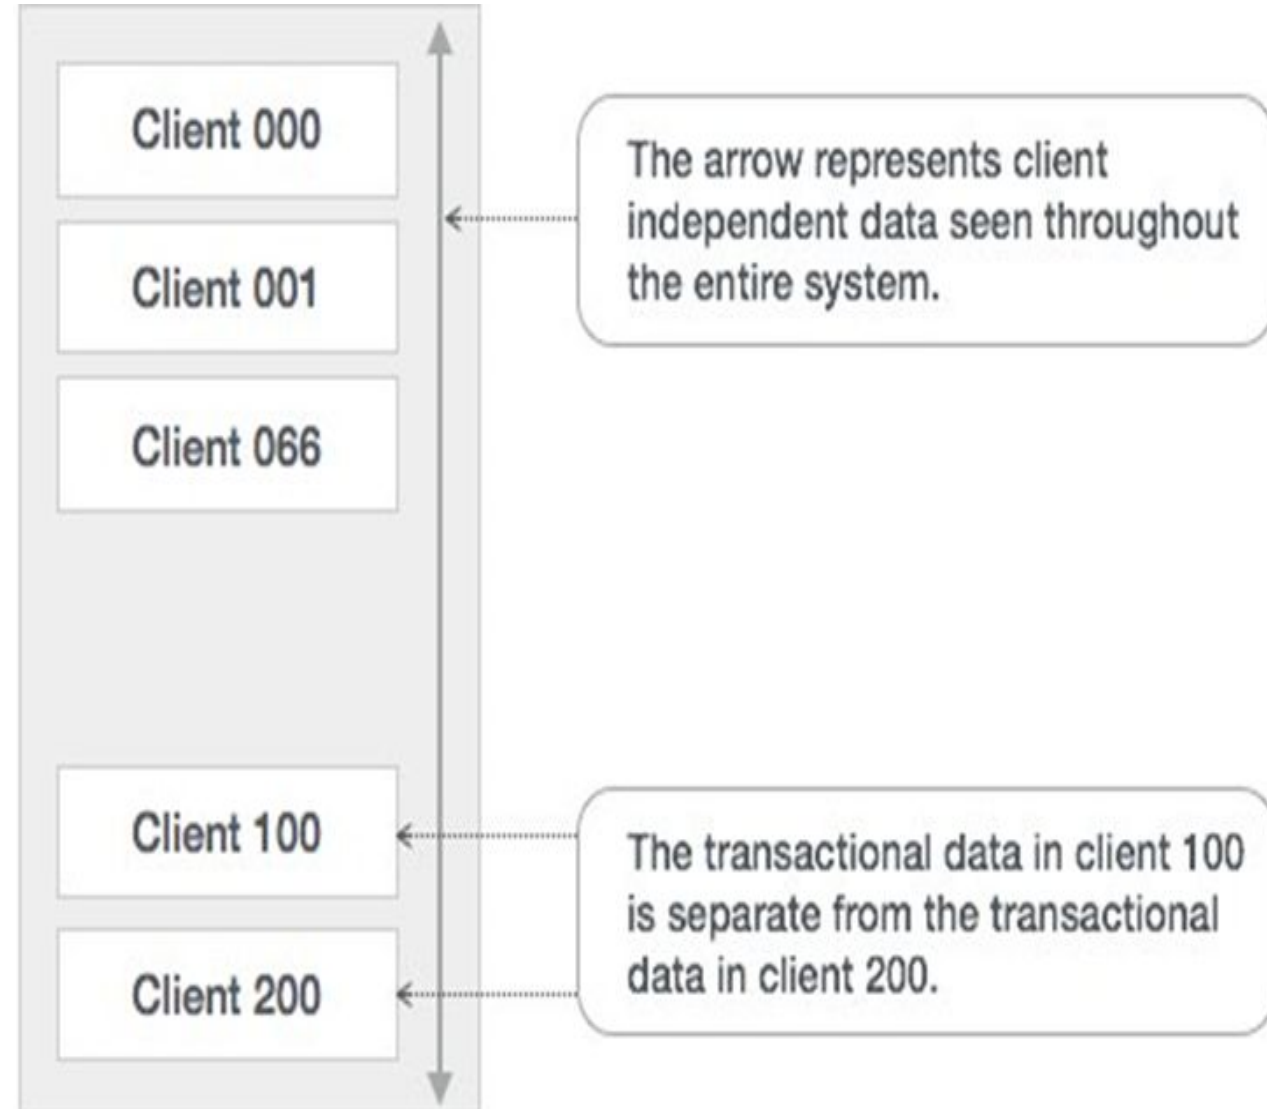 Client 000
The arrow represents client
independent data seen throughout
the entire system.
Client 001
Client 066
Client 100
The transactional data in client 100
is separate from the transactional
data in client 200.
Client 200